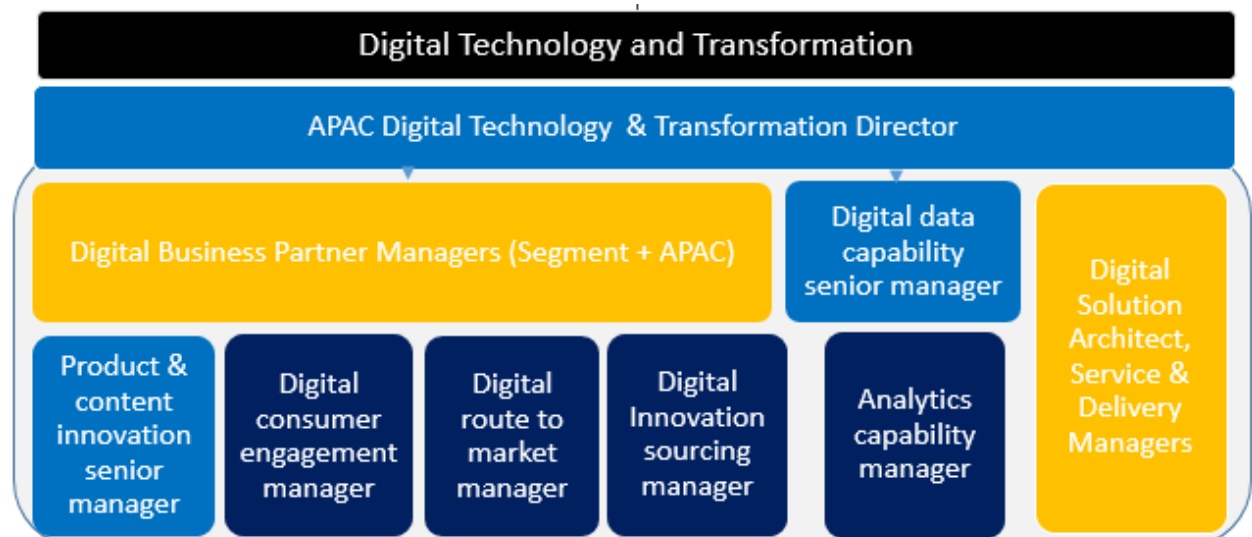 Digital Technology and Transformation
APAC Digital Technology & Transformation Director
Digital Business Partner Managers (Segment + APAC)
Digital data
capability
senior manager
Digital
Solution
Architect,
Service &
Delivery
Managers
Product &
content
innovation
senior
manager
Digital
consumer
engagement
manager
Digital
route to
market
manager
Digital
Innovation
sourcing
manager
Analytics
capability
manager